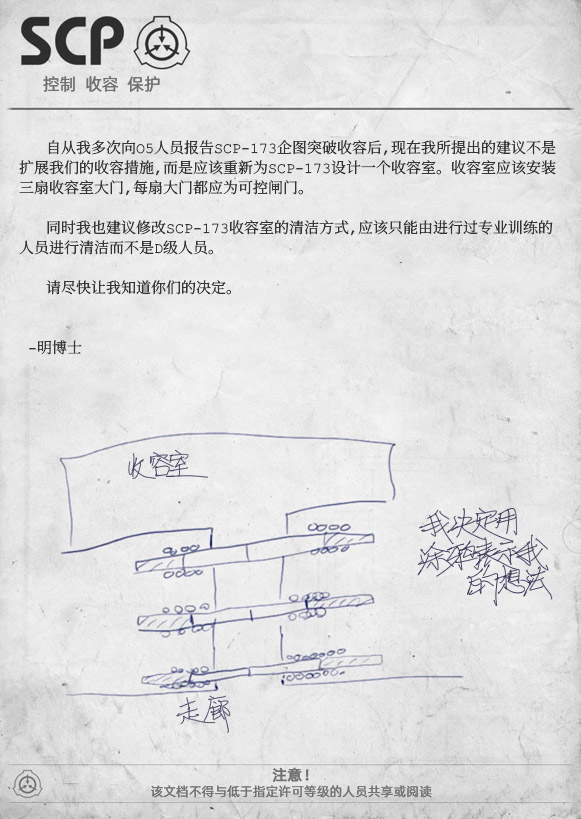 SCP
控制 收容 保护
自从我多次向O5人员报告SCP-173企图突破收容后,现在我所提出的建议不是
扩展我们的收容措施,而是应该重新为SCP-173设计一个收容室。收容室应该安装
三扇收容室大门,每扇大门都应为可控闸门。
同时我也建议修改SCP-173收容室的清洁方式,应该只能由进行过专业训练的
人员进行清洁而不是D级人员。
请尽快让我知道你们的决定。
-明博士
收容室
我决定用
涂鸦表示我
的想法
走廊
注意!
该文档不得与低于指定许可等级的人员共享或阅读